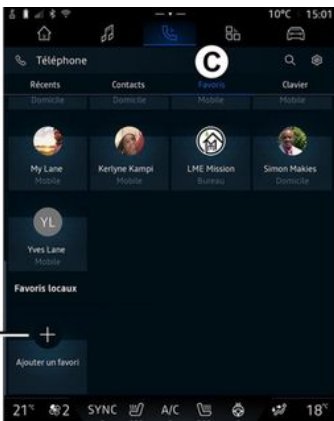 -.--
10°C 15:01
Téléphone
C
Récents Contacts Favoris Clavier
Domicile Domicile Mobile Mobile
My Lane Kerlyne Kampi LME Mission Simon Makies
Mobile Mobile Bureau Domicile
YL
Yves Lane
Mobile
Favoris locaux
Ajouter un favori
21° 2 SYNC A/C 18°